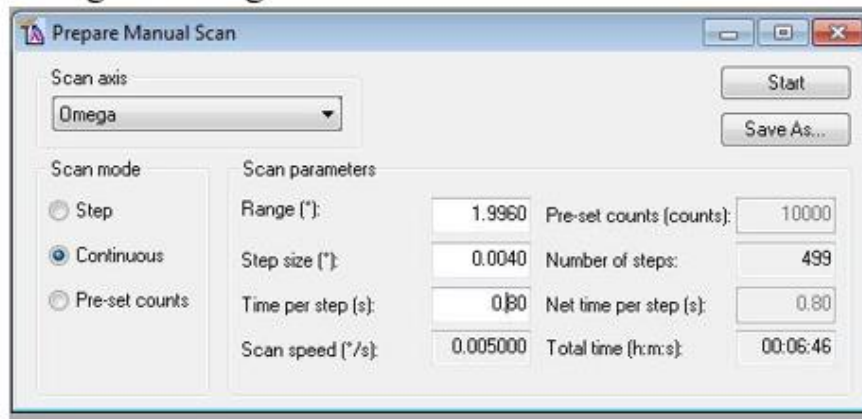 Prepare Manual Scan
Scan axis
Omega
Start
Save As...
Scan mode
Step
Continuous
Pre-set counts
Scan parameters
Range (°): 1.9960 Pre-set counts (counts): 10000
Step size (°): 0.0040 Number of steps: 499
Time per step (s): 0.80 Net time per step (s): 0.80
Scan speed (°/s): 0.005000 Total time (h:m:s): 00:06:46